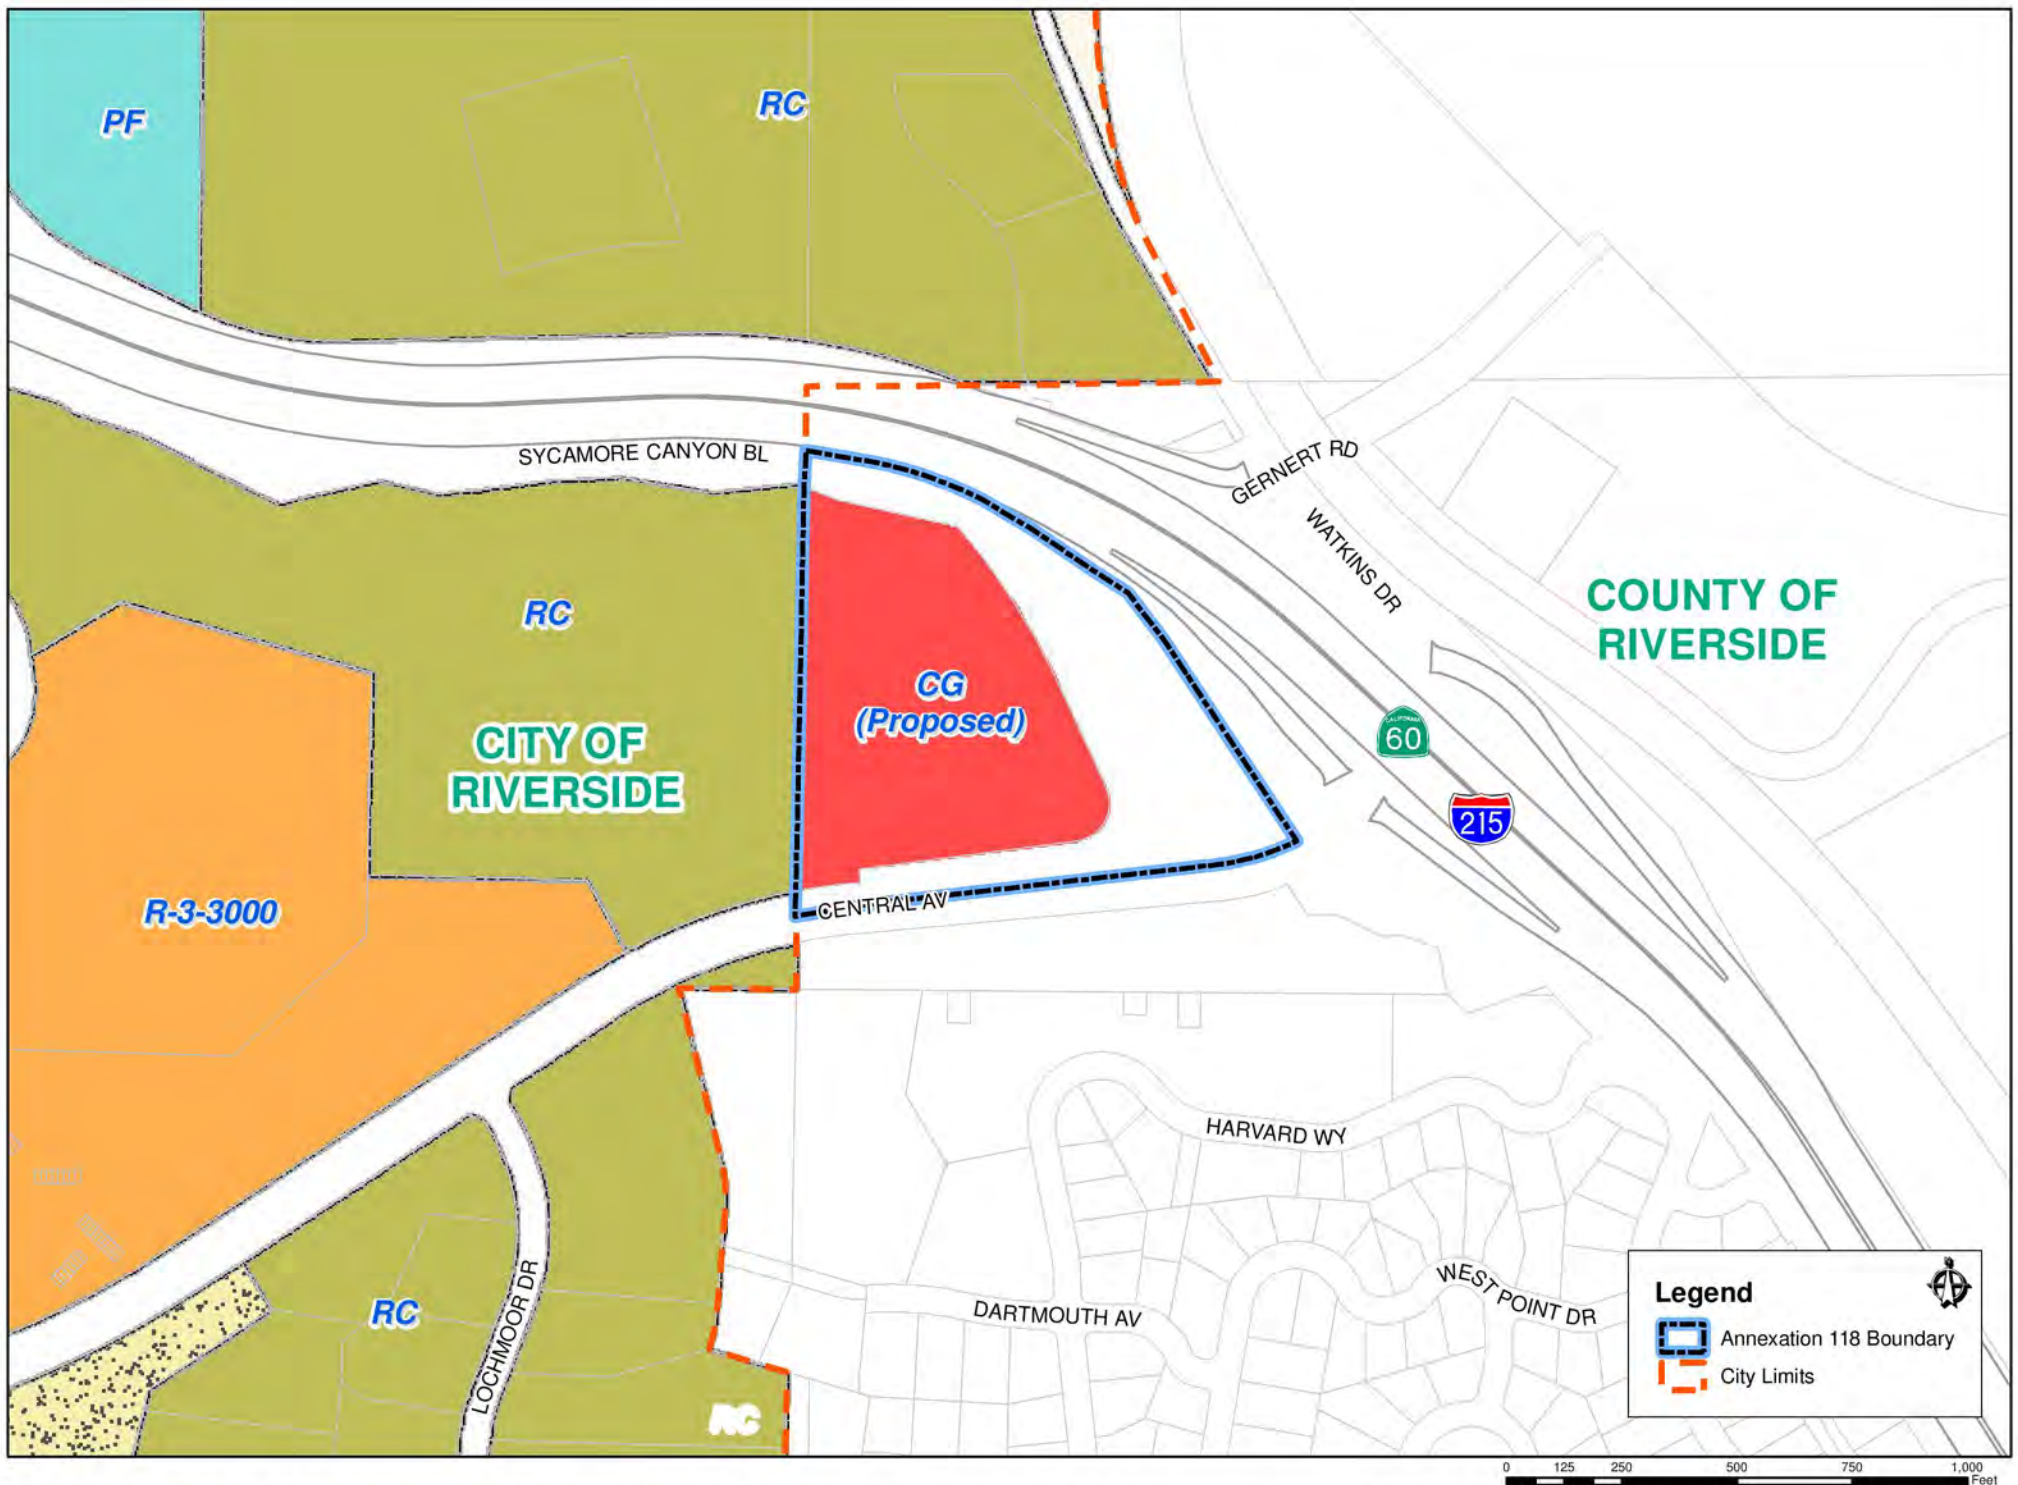 PF
RC
SYCAMORE CANYON BL
GERNERT RD
WATKINS DR
COUNTY OF
RIVERSIDE
RC
CG
(Proposed)
CITY OF
RIVERSIDE
CALIFORNIA
60
215
R-3-3000
CENTRAL AV
HARVARD WY
WEST POINT DR
DARTMOUTH AV
LOCHMOOR DR
RC
RC
Legend
Annexation 118 Boundary
City Limits
0 125 250 500 750 1,000
Feet